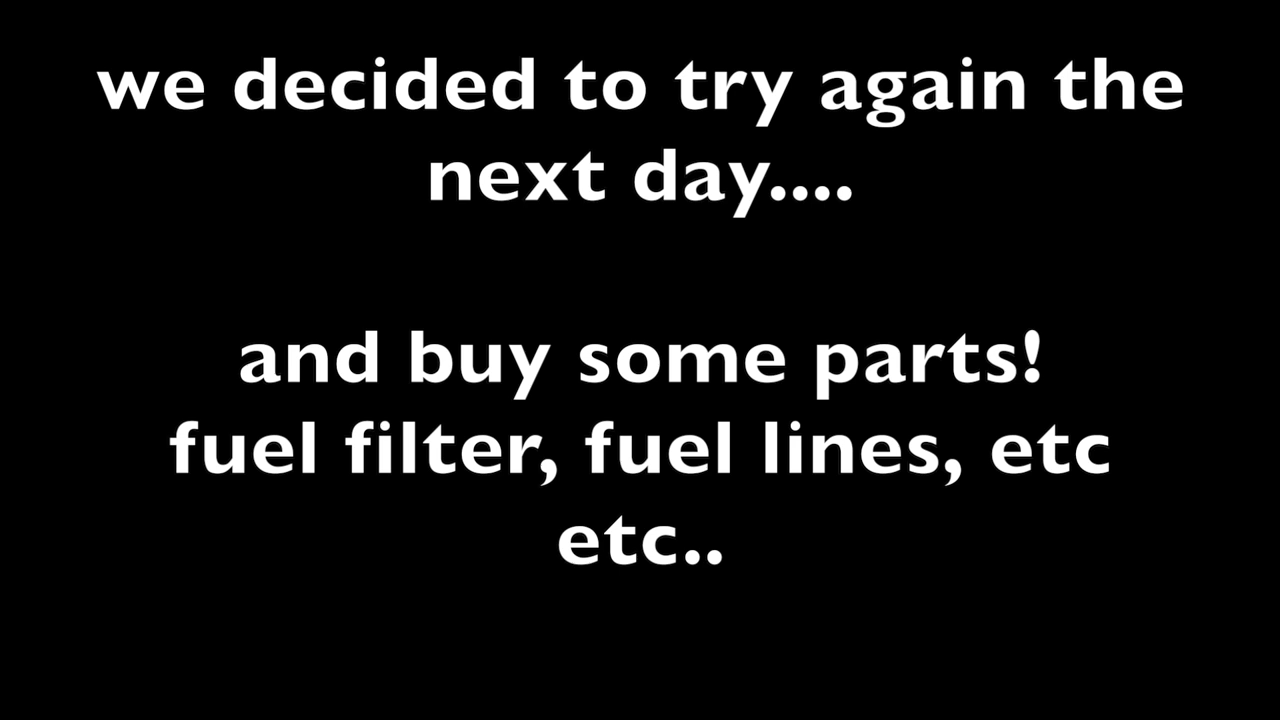 we decided to try again the
next day....
and buy some parts!
fuel filter, fuel lines, etc
etc..